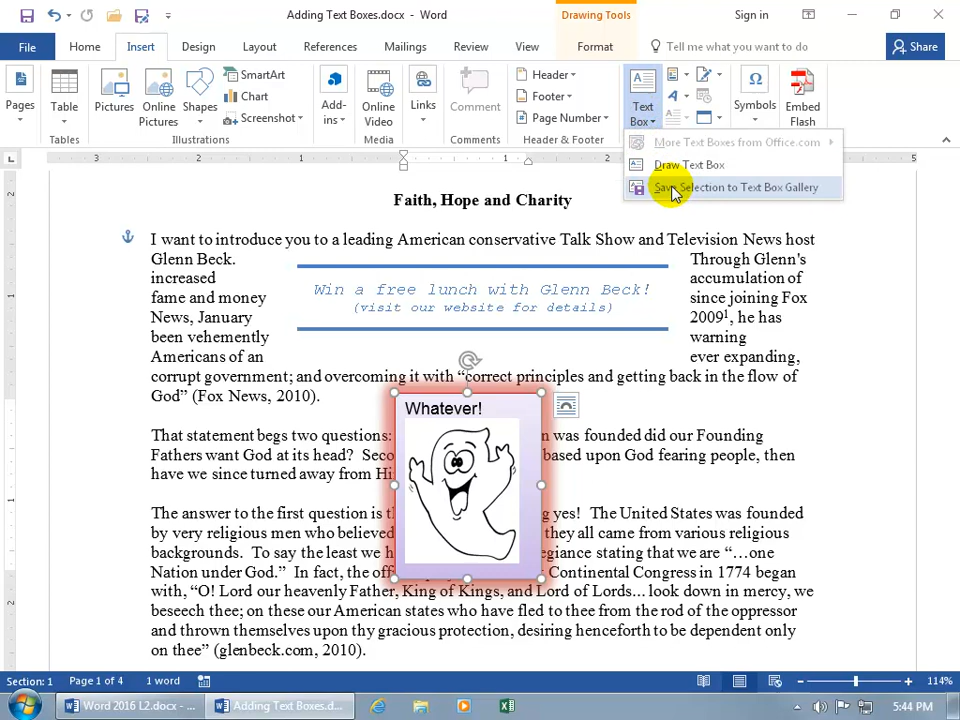 Adding Text Boxes.docx - Word
Drawing Tools
Sign in
File
Home
Insert
Design
Layout
References
Mailings
Review
View
Format
Tell me what you want to do
Share
Pages
Table
Tables
Pictures
Online Pictures
Shapes
SmartArt
Chart
Screenshot
Illustrations
Add-ins
Online Video
Media
Links
Comment
Comments
Header
Footer
Page Number
Header & Footer
Text Box
Symbols
Embed Flash
Flash
More Text Boxes from Office.com
Draw Text Box
Save Selection to Text Box Gallery
3 2 1 1 2 5
Faith, Hope and Charity
I want to introduce you to a leading American conservative Talk Show and Television News host
Glenn Beck. Through Glenn's
increased accumulation of
fame and money since joining Fox
News, January 2009¹, he has
been vehemently warning
Americans of an ever expanding,
Win a free lunch with Glenn Beck!
(visit our website for details)
corrupt government; and overcoming it with “correct principles and getting back in the flow of
God” (Fox News, 2010).
Whatever!
That statement begs two questions: n was founded did our Founding
Fathers want God at its head? Seco based upon God fearing people, then
have we since turned away from Hi
The answer to the first question is th g yes! The United States was founded
by very religious men who believed they all came from various religious
backgrounds. To say the least we h egiance stating that we are “…one
Nation under God.” In fact, the off Continental Congress in 1774 began
with, “O! Lord our heavenly Father, King of Kings, and Lord of Lords... look down in mercy, we
beseech thee; on these our American states who have fled to thee from the rod of the oppressor
and thrown themselves upon thy gracious protection, desiring henceforth to be dependent only
on thee” (glenbeck.com, 2010).
2
1
1
2
Section: 1
Page 1 of 4
1 word
114%
Word 2016 L2.docx - ...
Adding Text Boxes.d...
5:44 PM